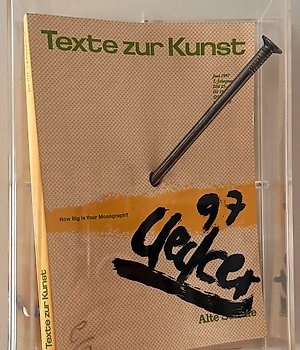 Texte zur Kunst
Juni 1997
How Big Is Your Monograph?
97
Uecker
Texte zur Kunst